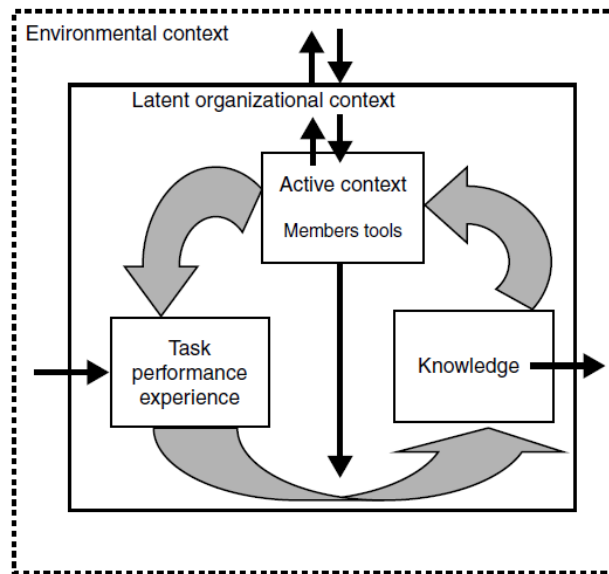 Environmental context
Latent organizational context
Active context
Members tools
Task
performance
experience
Knowledge